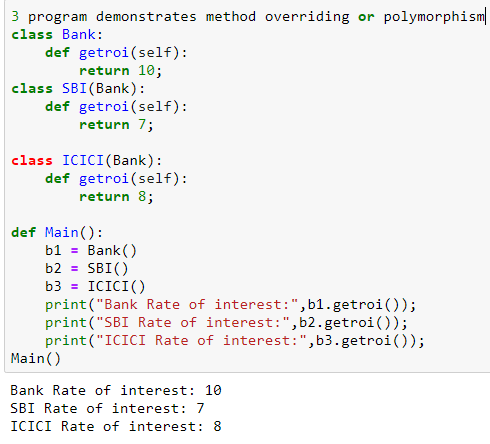 3 program demonstrates method overriding or polymorphism
class Bank:
    def getroi(self):
        return 10;
class SBI(Bank):
    def getroi(self):
        return 7;

class ICICI(Bank):
    def getroi(self):
        return 8;

def Main():
    b1 = Bank()
    b2 = SBI()
    b3 = ICICI()
    print("Bank Rate of interest:",b1.getroi());
    print("SBI Rate of interest:",b2.getroi());
    print("ICICI Rate of interest:",b3.getroi());
Main()
Bank Rate of interest: 10
SBI Rate of interest: 7
ICICI Rate of interest: 8